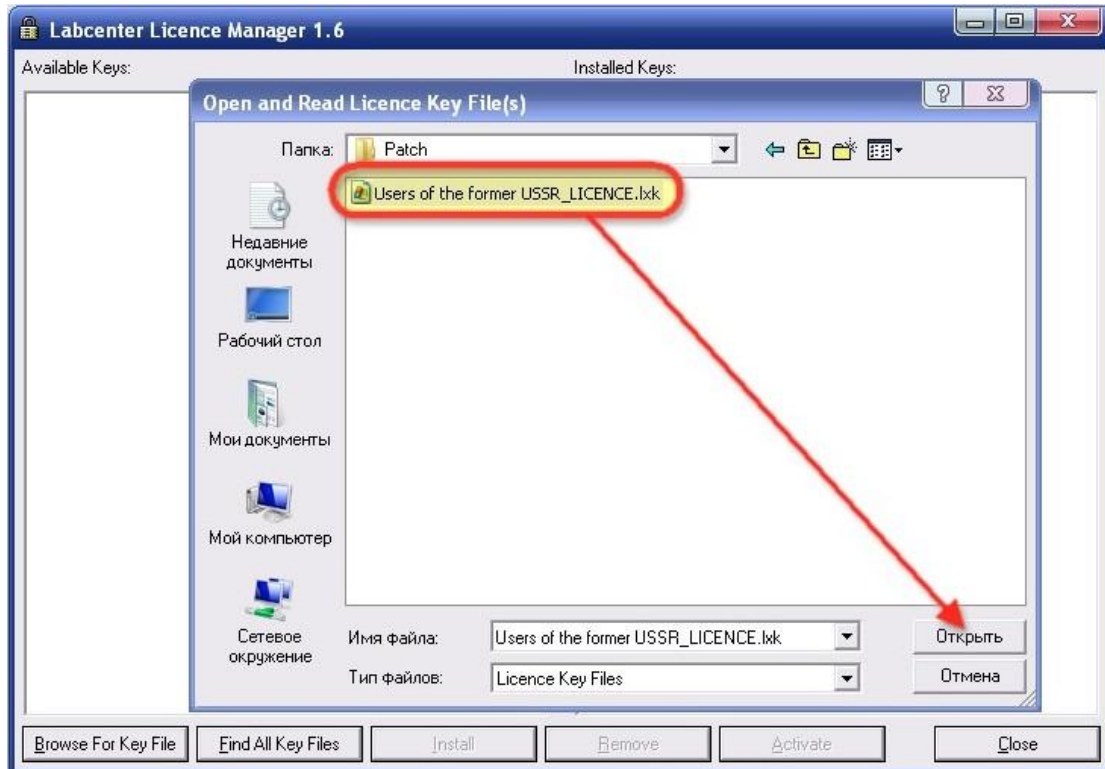 Labcenter Licence Manager 1.6
Available Keys:
Installed Keys:
Open and Read Licence Key File(s)
Папка:
Patch
Users of the former USSR_LICENCE.lxk
Недавние
документы
Рабочий стол
Мои документы
Мой компьютер
Сетевое
окружение
Имя файла:
Users of the former USSR_LICENCE.lxk
Открыть
Тип файлов:
Licence Key Files
Отмена
Browse For Key File
Find All Key Files
Install
Remove
Activate
Close